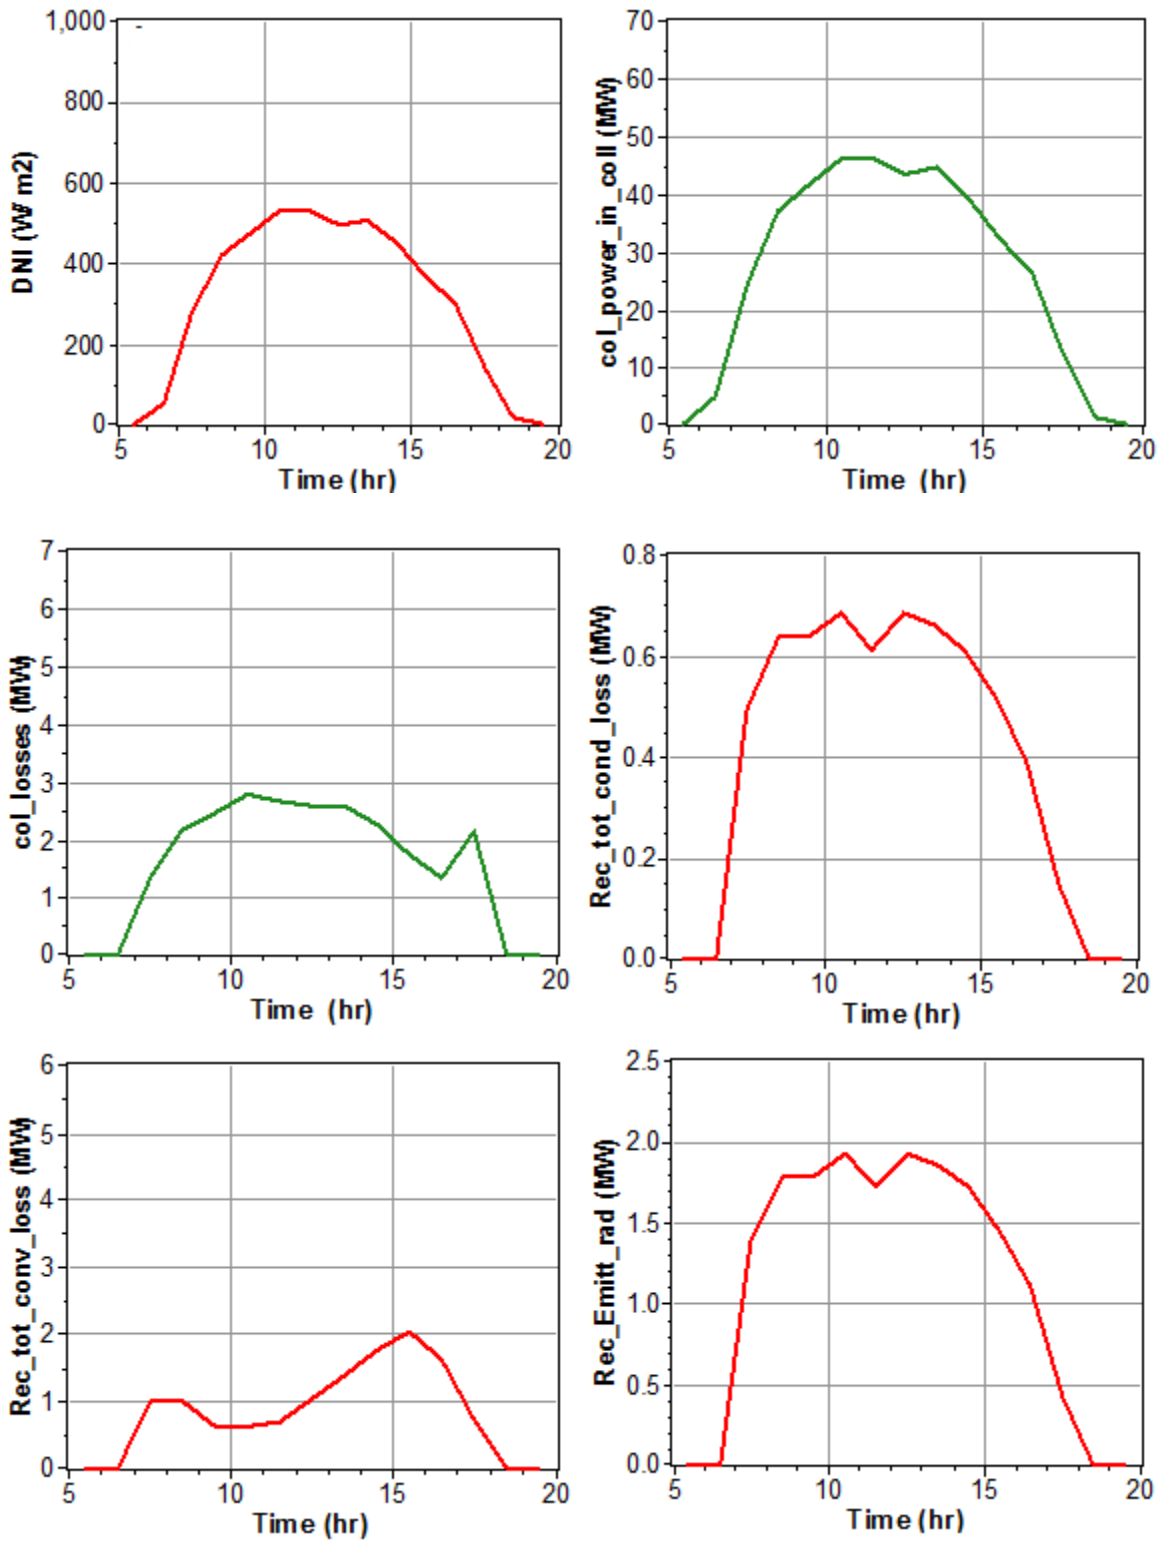 DNI (W/ m2)
1,000
800
600
400
200
0
5 10 15 20
Time (hr)
col_power_in_coll (MW)
70
60
50
40
30
20
10
0
5 10 15 20
Time (hr)
col_losses (MW)
7
6
5
4
3
2
1
0
5 10 15 20
Time (hr)
Rec_tot_cond_loss (MW)
0.8
0.6
0.4
0.2
0.0
5 10 15 20
Time (hr)
Rec_tot_conv_loss (MW)
6
5
4
3
2
1
0
5 10 15 20
Time (hr)
Rec_Emitt_rad (MW)
2.5
2.0
1.5
1.0
0.5
0.0
5 10 15 20
Time (hr)